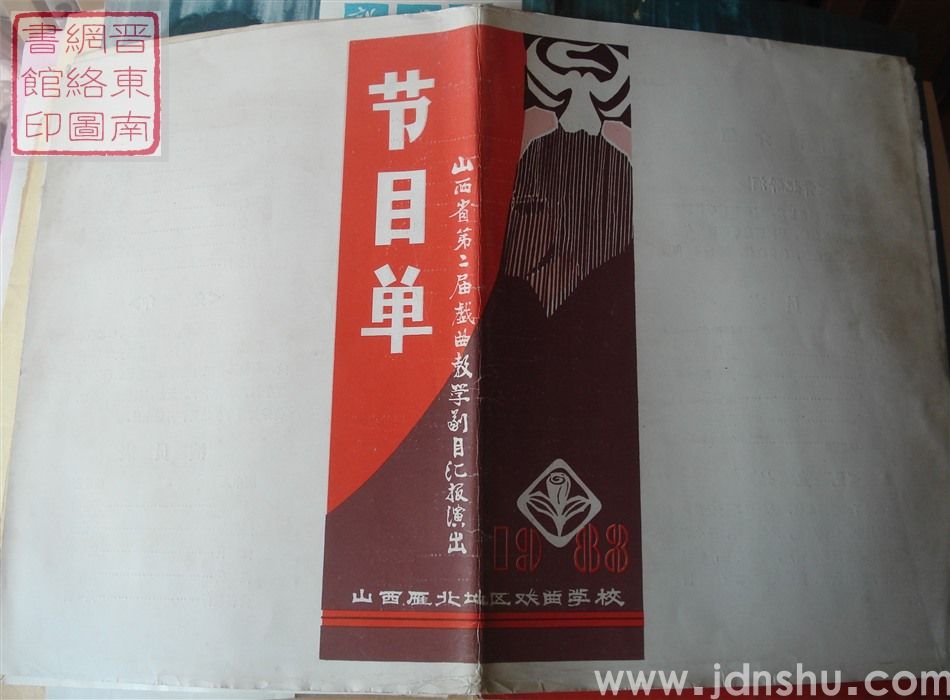 晋東南
網絡圖
書館印
节目单
山西省第二届戏曲教学剧目汇报演出
1983
山西雁北地区戏曲学校
www.jdnshu.com